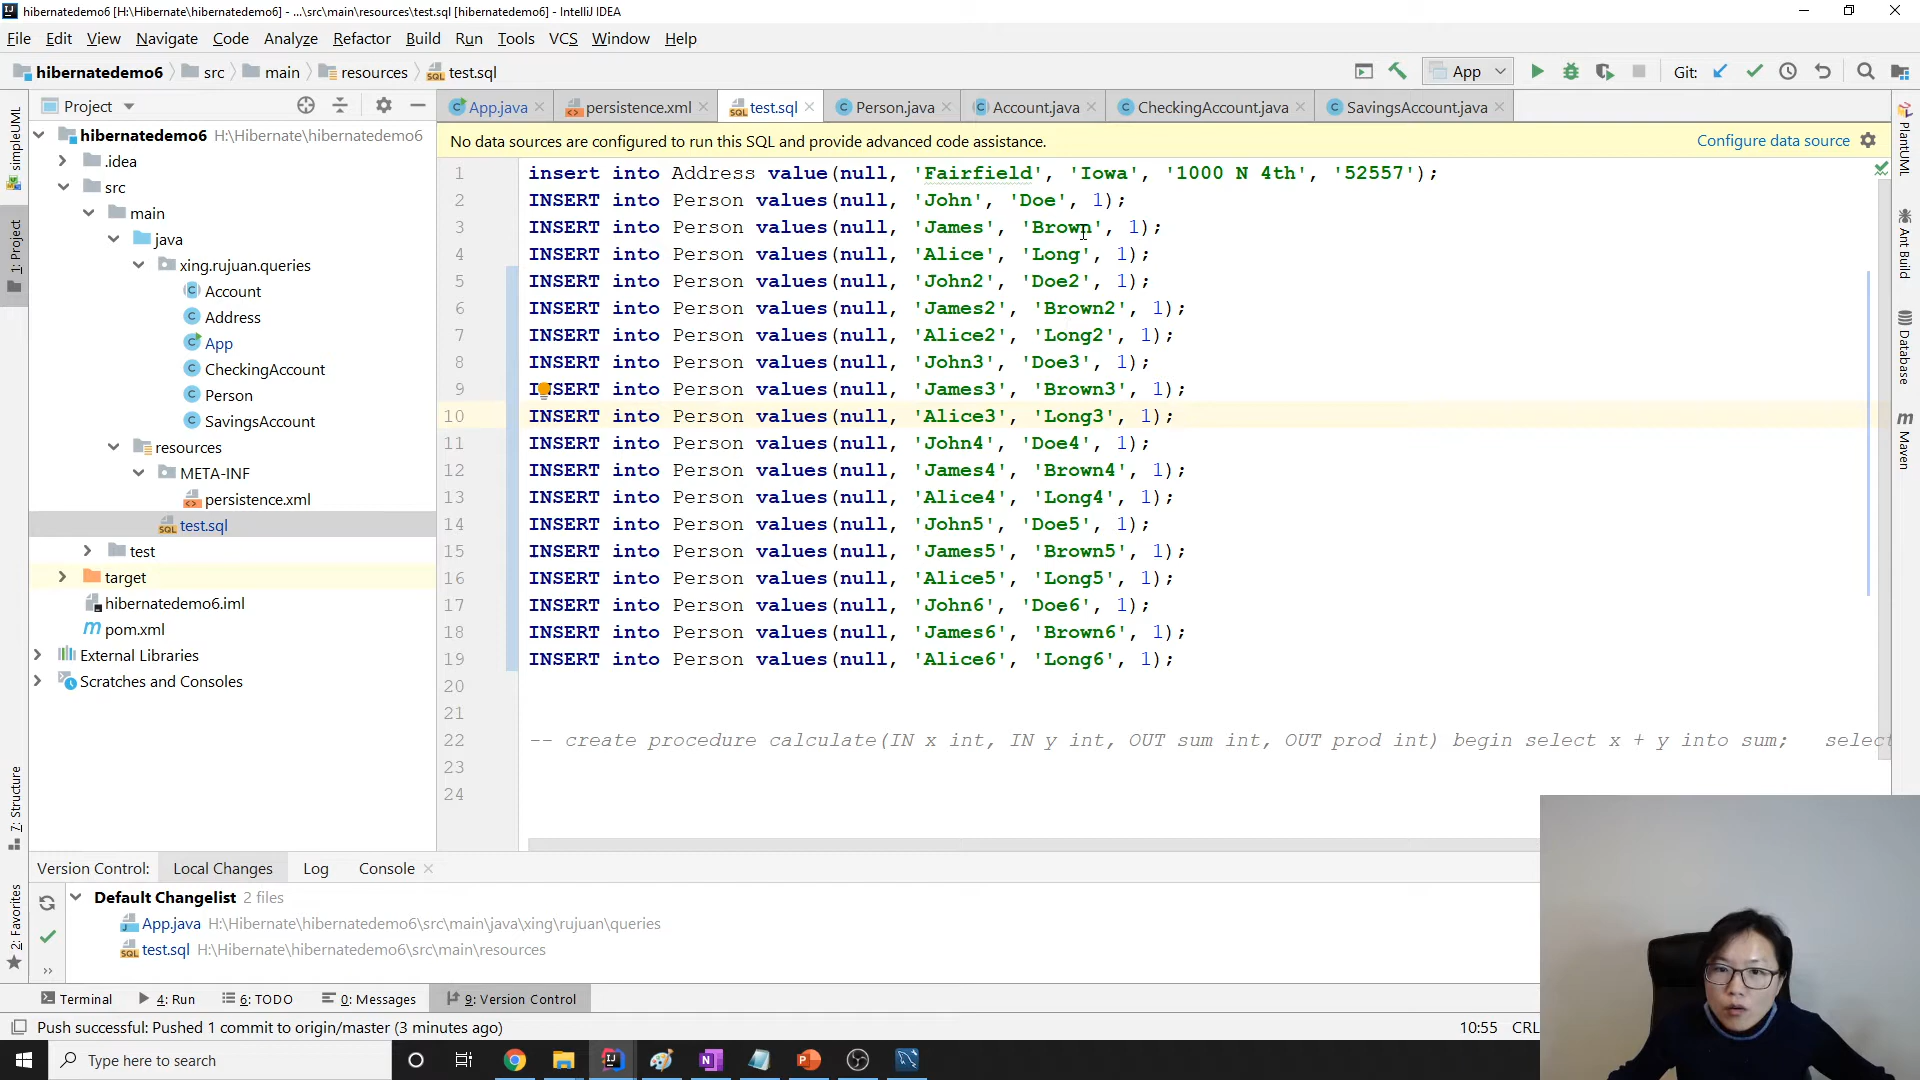 hibernatedemo6 [H:\Hibernate\hibernatedemo6] - ...\src\main\resources\test.sql [hibernatedemo6] - IntelliJ IDEA
File Edit View Navigate Code Analyze Refactor Build Run Tools VCS Window Help
hibernatedemo6 src main resources test.sql App Git:
Project App.java persistence.xml test.sql Person.java Account.java CheckingAccount.java SavingsAccount.java
No data sources are configured to run this SQL and provide advanced code assistance. Configure data source
hibernatedemo6 H:\Hibernate\hibernatedemo6
.idea
src
main
java
xing.rujuan.queries
Account
Address
App
CheckingAccount
Person
SavingsAccount
resources
META-INF
persistence.xml
test.sql
test
target
hibernatedemo6.iml
pom.xml
External Libraries
Scratches and Consoles
1 insert into Address value(null, 'Fairfield', 'Iowa', '1000 N 4th', '52557');
2 INSERT into Person values(null, 'John', 'Doe', 1);
3 INSERT into Person values(null, 'James', 'Brown', 1);
4 INSERT into Person values(null, 'Alice', 'Long', 1);
5 INSERT into Person values(null, 'John2', 'Doe2', 1);
6 INSERT into Person values(null, 'James2', 'Brown2', 1);
7 INSERT into Person values(null, 'Alice2', 'Long2', 1);
8 INSERT into Person values(null, 'John3', 'Doe3', 1);
9 INSERT into Person values(null, 'James3', 'Brown3', 1);
10 INSERT into Person values(null, 'Alice3', 'Long3', 1);
11 INSERT into Person values(null, 'John4', 'Doe4', 1);
12 INSERT into Person values(null, 'James4', 'Brown4', 1);
13 INSERT into Person values(null, 'Alice4', 'Long4', 1);
14 INSERT into Person values(null, 'John5', 'Doe5', 1);
15 INSERT into Person values(null, 'James5', 'Brown5', 1);
16 INSERT into Person values(null, 'Alice5', 'Long5', 1);
17 INSERT into Person values(null, 'John6', 'Doe6', 1);
18 INSERT into Person values(null, 'James6', 'Brown6', 1);
19 INSERT into Person values(null, 'Alice6', 'Long6', 1);
20
21
22 -- create procedure calculate(IN x int, IN y int, OUT sum int, OUT prod int) begin select x + y into sum; select
23
24
simpleUML
1: Project
7: Structure
2: Favorites
PlantUML
Ant Build
Database
Maven
Version Control: Local Changes Log Console
Default Changelist 2 files
App.java H:\Hibernate\hibernatedemo6\src\main\java\xing\rujuan\queries
test.sql H:\Hibernate\hibernatedemo6\src\main\resources
Terminal 4: Run 6: TODO 0: Messages 9: Version Control
Push successful: Pushed 1 commit to origin/master (3 minutes ago) 10:55 CRL
Type here to search